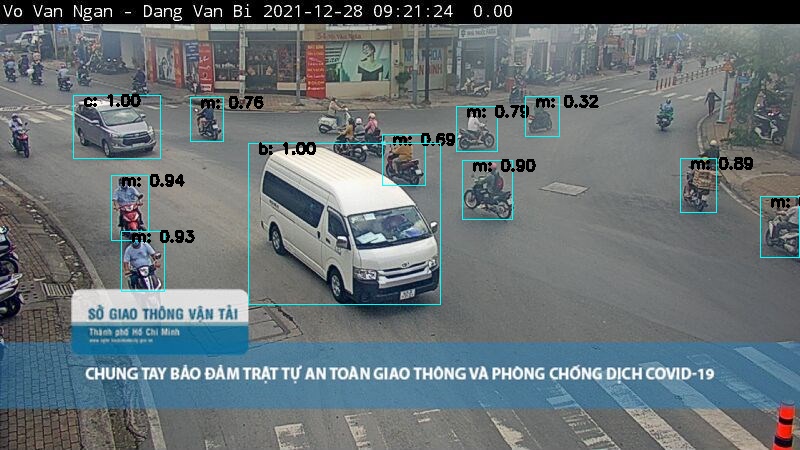 Vo Van Ngan - Dang Van Bi 2021-12-28 09:21:24 0.00
c: 1.00
m: 0.76
b: 1.00
m: 0.69
m: 0.79
m: 0.32
m: 0.90
m: 0.89
m:
m: 0.94
m: 0.93
SỞ GIAO THÔNG VẬN TẢI
Thành phố Hồ Chí Minh
CHUNG TAY BẢO ĐẢM TRẬT TỰ AN TOÀN GIAO THÔNG VÀ PHÒNG CHỐNG DỊCH COVID-19